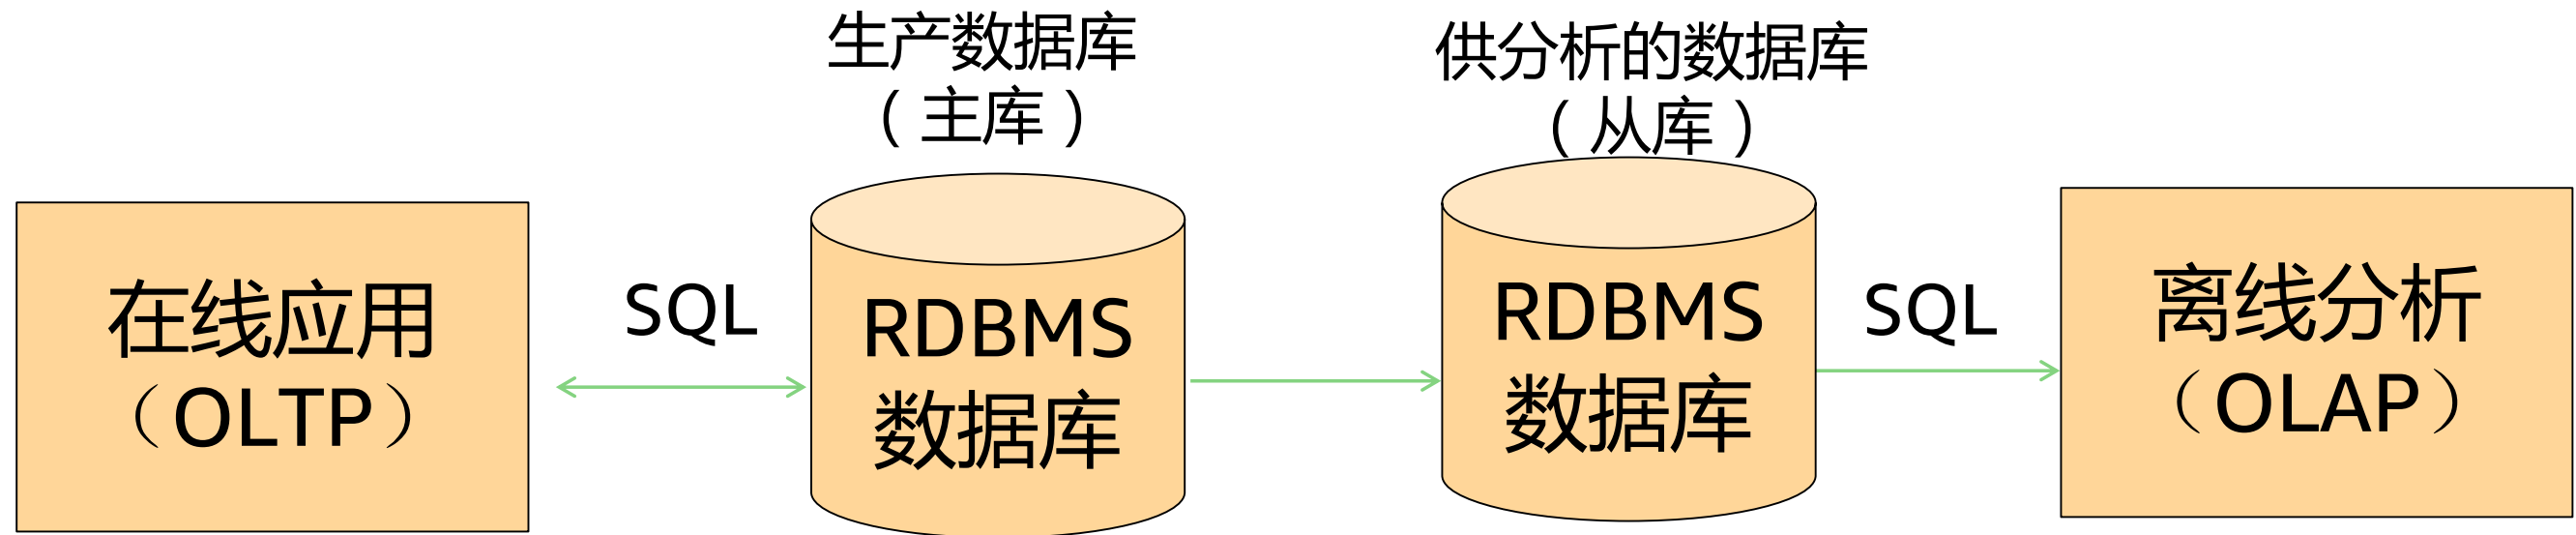 生产数据库
（主库）
供分析的数据库
（从库）
在线应用
（OLTP）
SQL
RDBMS
数据库
RDBMS
数据库
SQL
离线分析
（OLAP）